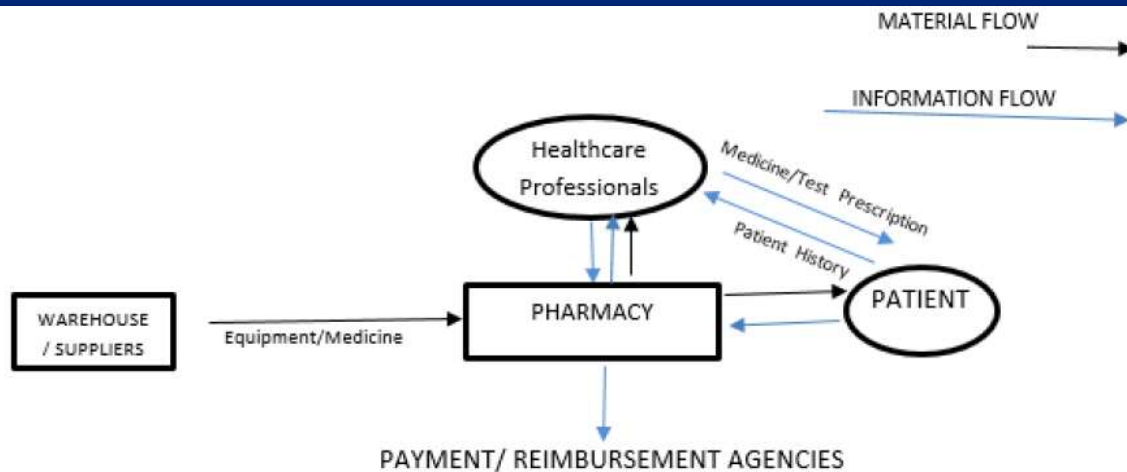 MATERIAL FLOW
INFORMATION FLOW
Healthcare
Professionals
Medicine/Test Prescription
Patient History
PATIENT
PHARMACY
WAREHOUSE
/ SUPPLIERS
Equipment/Medicine
PAYMENT/ REIMBURSEMENT AGENCIES